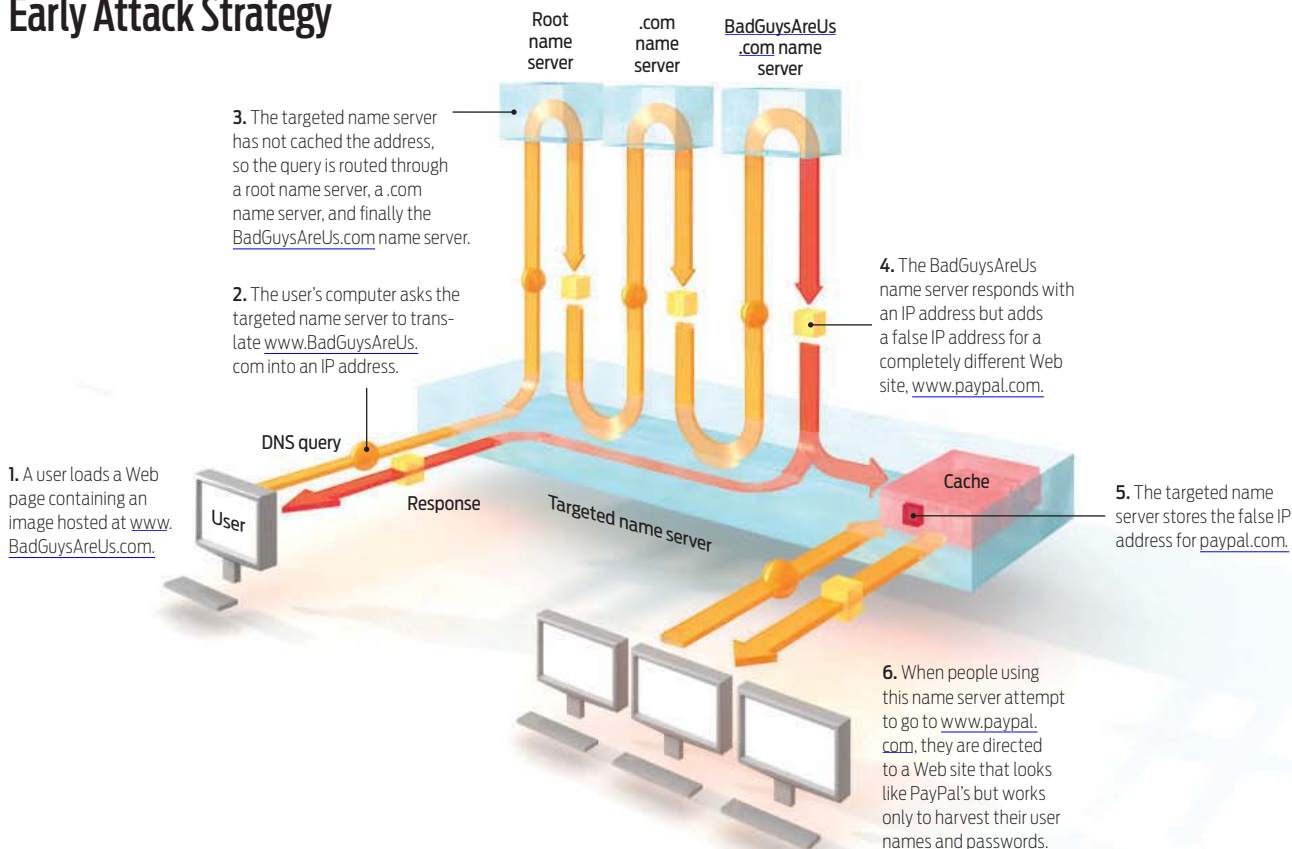 Early Attack Strategy
Root
name
server
.com
name
server
BadGuysAreUs
.com name
server
3. The targeted name server
has not cached the address,
so the query is routed through
a root name server, a .com
name server, and finally the
BadGuysAreUs.com name server.
2. The user's computer asks the
targeted name server to trans-
late www.BadGuysAreUs.
com into an IP address.
4. The BadGuysAreUs
name server responds with
an IP address but adds
a false IP address for a
completely different Web
site, www.paypal.com.
DNS query
1. A user loads a Web
page containing an
image hosted at www.
BadGuysAreUs.com.
User
Response
Targeted name server
Cache
5. The targeted name
server stores the false IP
address for paypal.com.
6. When people using
this name server attempt
to go to www.paypal.
com, they are directed
to a Web site that looks
like PayPal's but works
only to harvest their user
names and passwords.